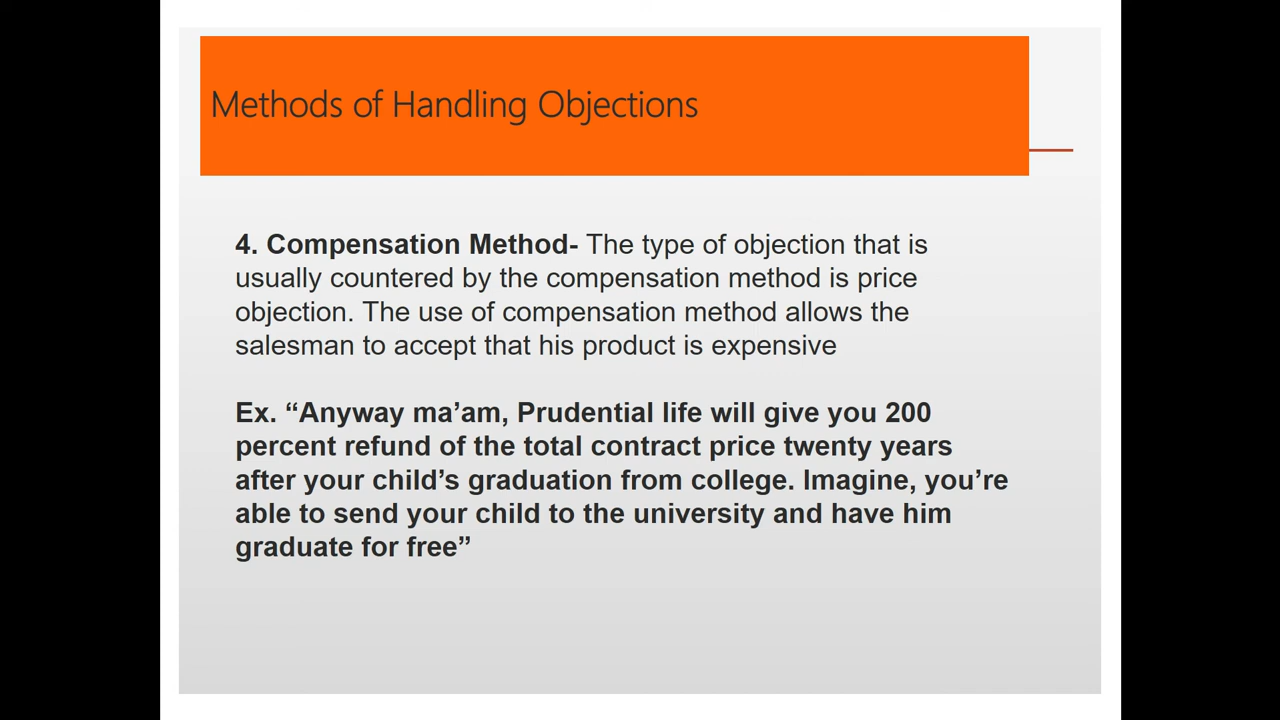 Methods of Handling Objections
4. Compensation Method- The type of objection that is
usually countered by the compensation method is price
objection. The use of compensation method allows the
salesman to accept that his product is expensive
Ex. “Anyway ma’am, Prudential life will give you 200
percent refund of the total contract price twenty years
after your child’s graduation from college. Imagine, you’re
able to send your child to the university and have him
graduate for free”